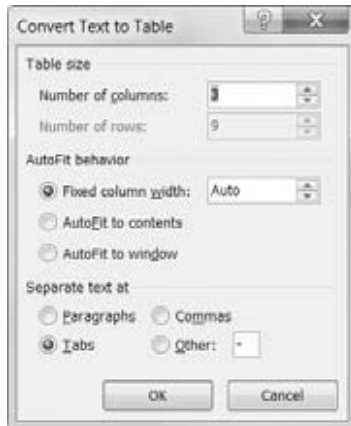 Convert Text to Table
Table size
Number of columns: 3
Number of rows: 9
AutoFit behavior
Fixed column width: Auto
AutoFit to contents
AutoFit to window
Separate text at
Paragraphs Commas
Tabs Other: -
OK Cancel